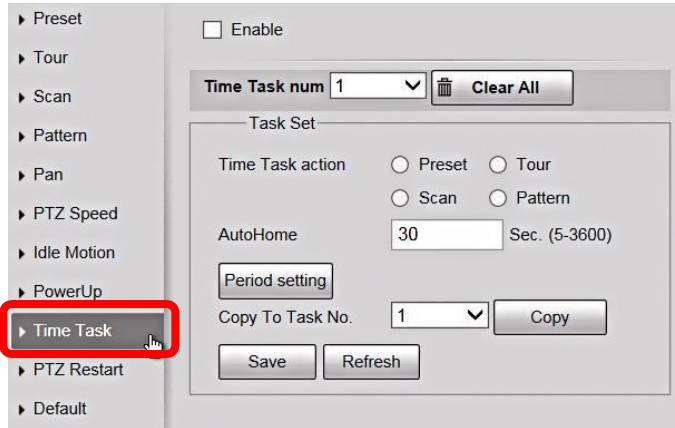 Preset
Tour
Scan
Pattern
Pan
PTZ Speed
Idle Motion
PowerUp
Time Task
PTZ Restart
Default
Enable
Time Task num 1 Clear All
Task Set
Time Task action Preset Tour
Scan Pattern
AutoHome 30 Sec. (5-3600)
Period setting
Copy To Task No. 1 Copy
Save Refresh